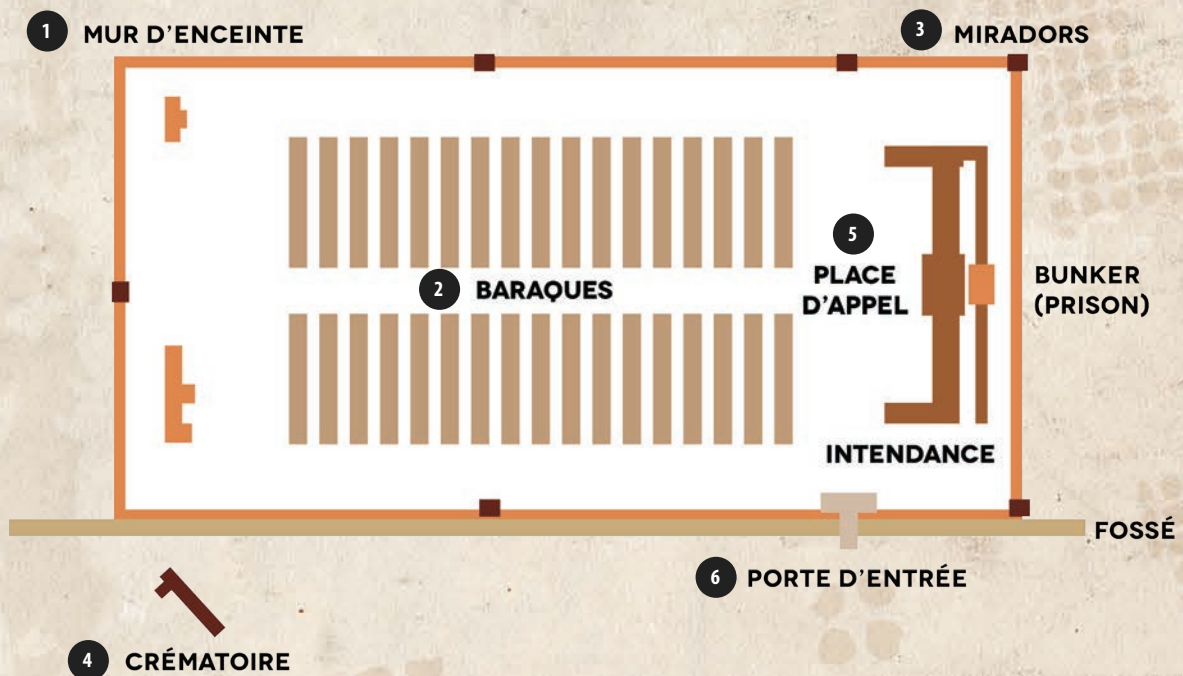 1 MUR D'ENCEINTE
3 MIRADORS
2 BARAQUES
5
PLACE
D'APPEL
BUNKER
(PRISON)
INTENDANCE
FOSSÉ
6 PORTE D'ENTRÉE
4 CRÉMATOIRE